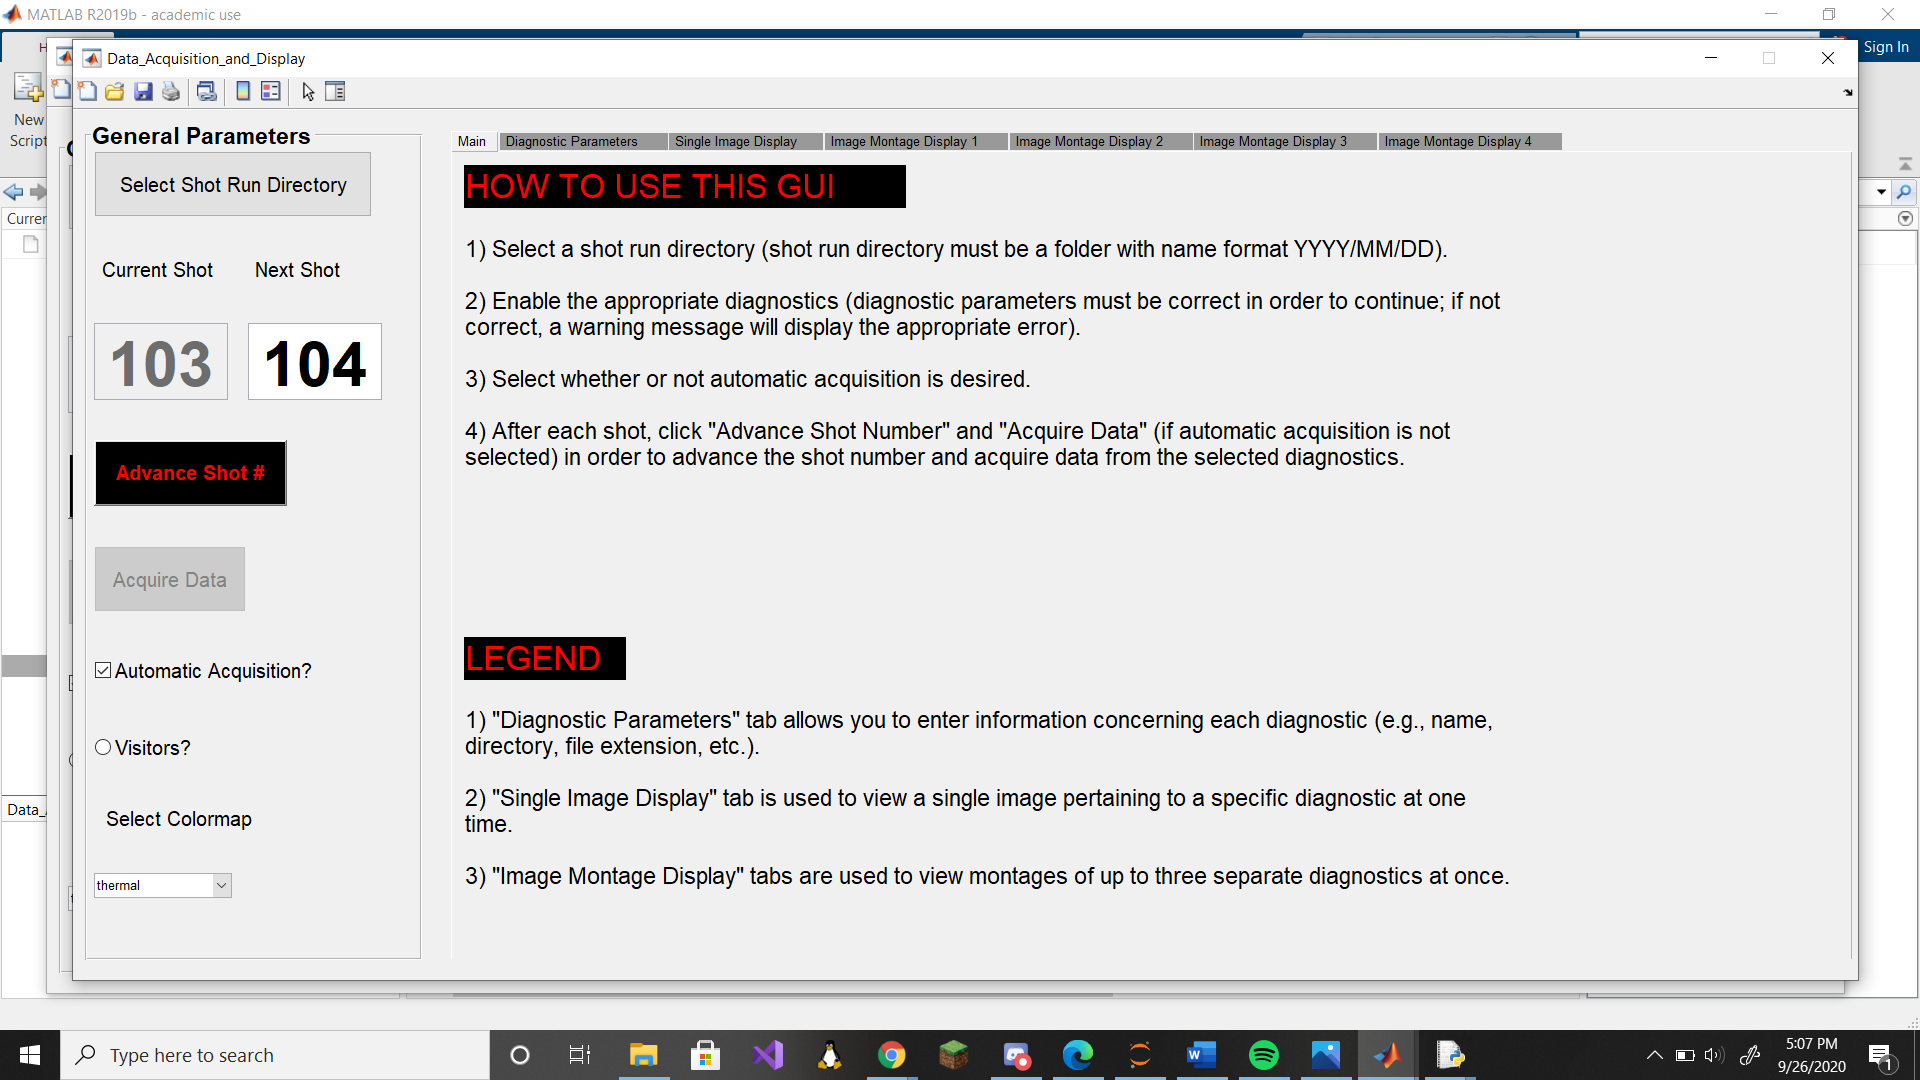 MATLAB R2019b - academic use
Sign In
Data_Acquisition_and_Display
New
Script
General Parameters
Select Shot Run Directory
Current Shot
Next Shot
103
104
Advance Shot #
Acquire Data
Automatic Acquisition?
Visitors?
Select Colormap
thermal
Main
Diagnostic Parameters
Single Image Display
Image Montage Display 1
Image Montage Display 2
Image Montage Display 3
Image Montage Display 4
HOW TO USE THIS GUI
1) Select a shot run directory (shot run directory must be a folder with name format YYYY/MM/DD).
2) Enable the appropriate diagnostics (diagnostic parameters must be correct in order to continue; if not
correct, a warning message will display the appropriate error).
3) Select whether or not automatic acquisition is desired.
4) After each shot, click "Advance Shot Number" and "Acquire Data" (if automatic acquisition is not
selected) in order to advance the shot number and acquire data from the selected diagnostics.
LEGEND
1) "Diagnostic Parameters" tab allows you to enter information concerning each diagnostic (e.g., name,
directory, file extension, etc.).
2) "Single Image Display" tab is used to view a single image pertaining to a specific diagnostic at one
time.
3) "Image Montage Display" tabs are used to view montages of up to three separate diagnostics at once.
Type here to search
5:07 PM
9/26/2020
1